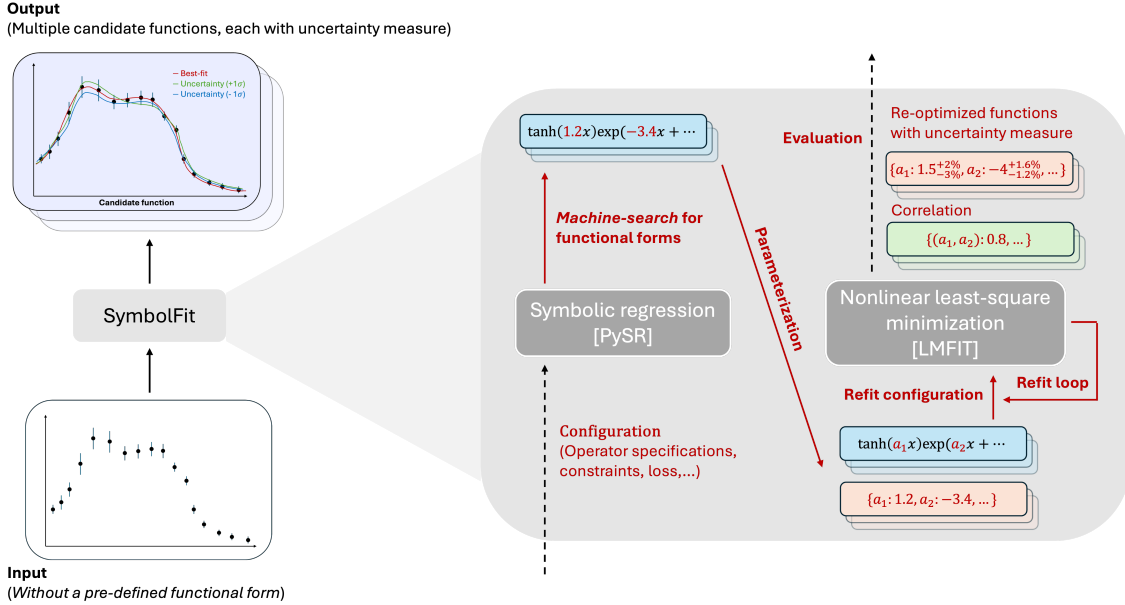 Output
(Multiple candidate functions, each with uncertainty measure)
Best-fit
Uncertainty (+1σ)
Uncertainty (-1σ)
Candidate function
SymbolFit
Input
(Without a pre-defined functional form)
tanh(1.2x)exp(−3.4x + ⋯
Machine-search for
functional forms
Symbolic regression
[PySR]
Configuration
(Operator specifications,
constraints, loss,...)
Parameterization
Evaluation
Re-optimized functions
with uncertainty measure
{a₁: 1.5₋₃%⁺²%, a₂: −4₋₁.₂%⁺¹·⁶%, … }
Correlation
{(a₁, a₂): 0.8, … }
Nonlinear least-square
minimization
[LMFIT]
Refit configuration
Refit loop
tanh(a₁x)exp(a₂x + ⋯
{a₁: 1.2, a₂: −3.4, … }